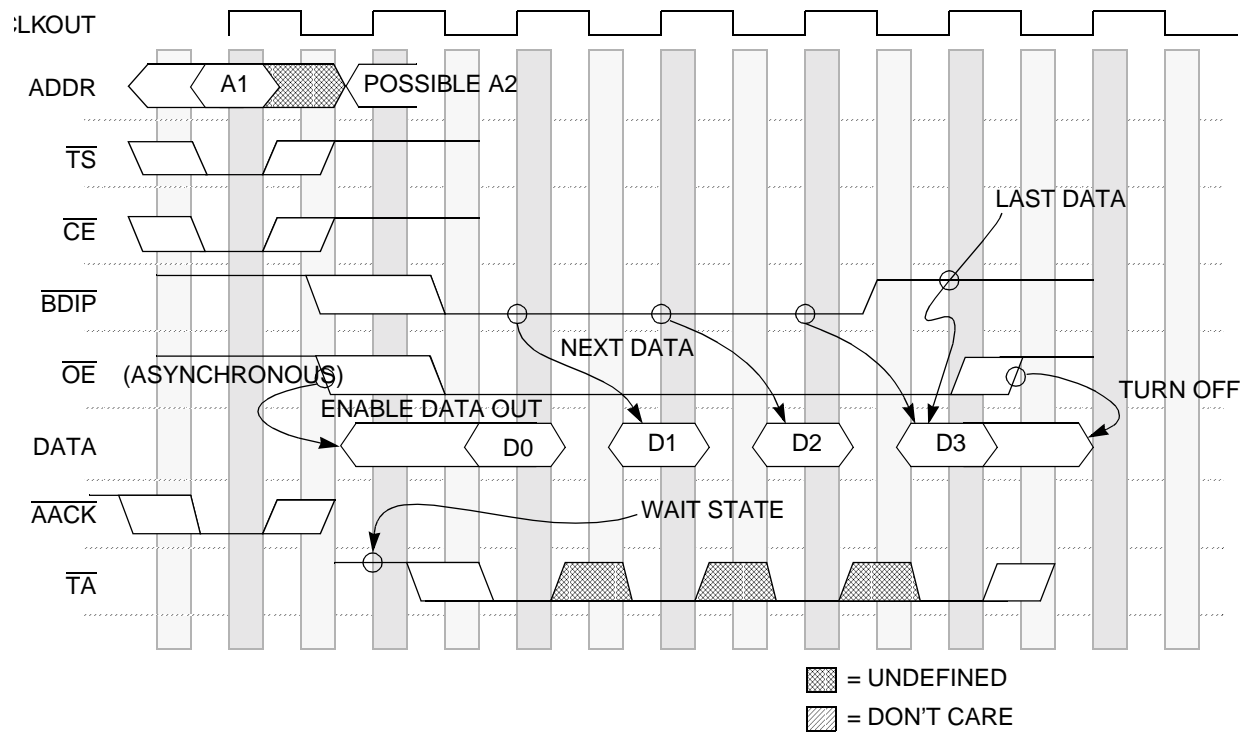 CLKOUT
ADDR
A1
POSSIBLE A2
TS
CE
LAST DATA
BDIP
NEXT DATA
OE
(ASYNCHRONOUS)
TURN OFF
ENABLE DATA OUT
DATA
D0
D1
D2
D3
AACK
WAIT STATE
TA
= UNDEFINED
= DON'T CARE